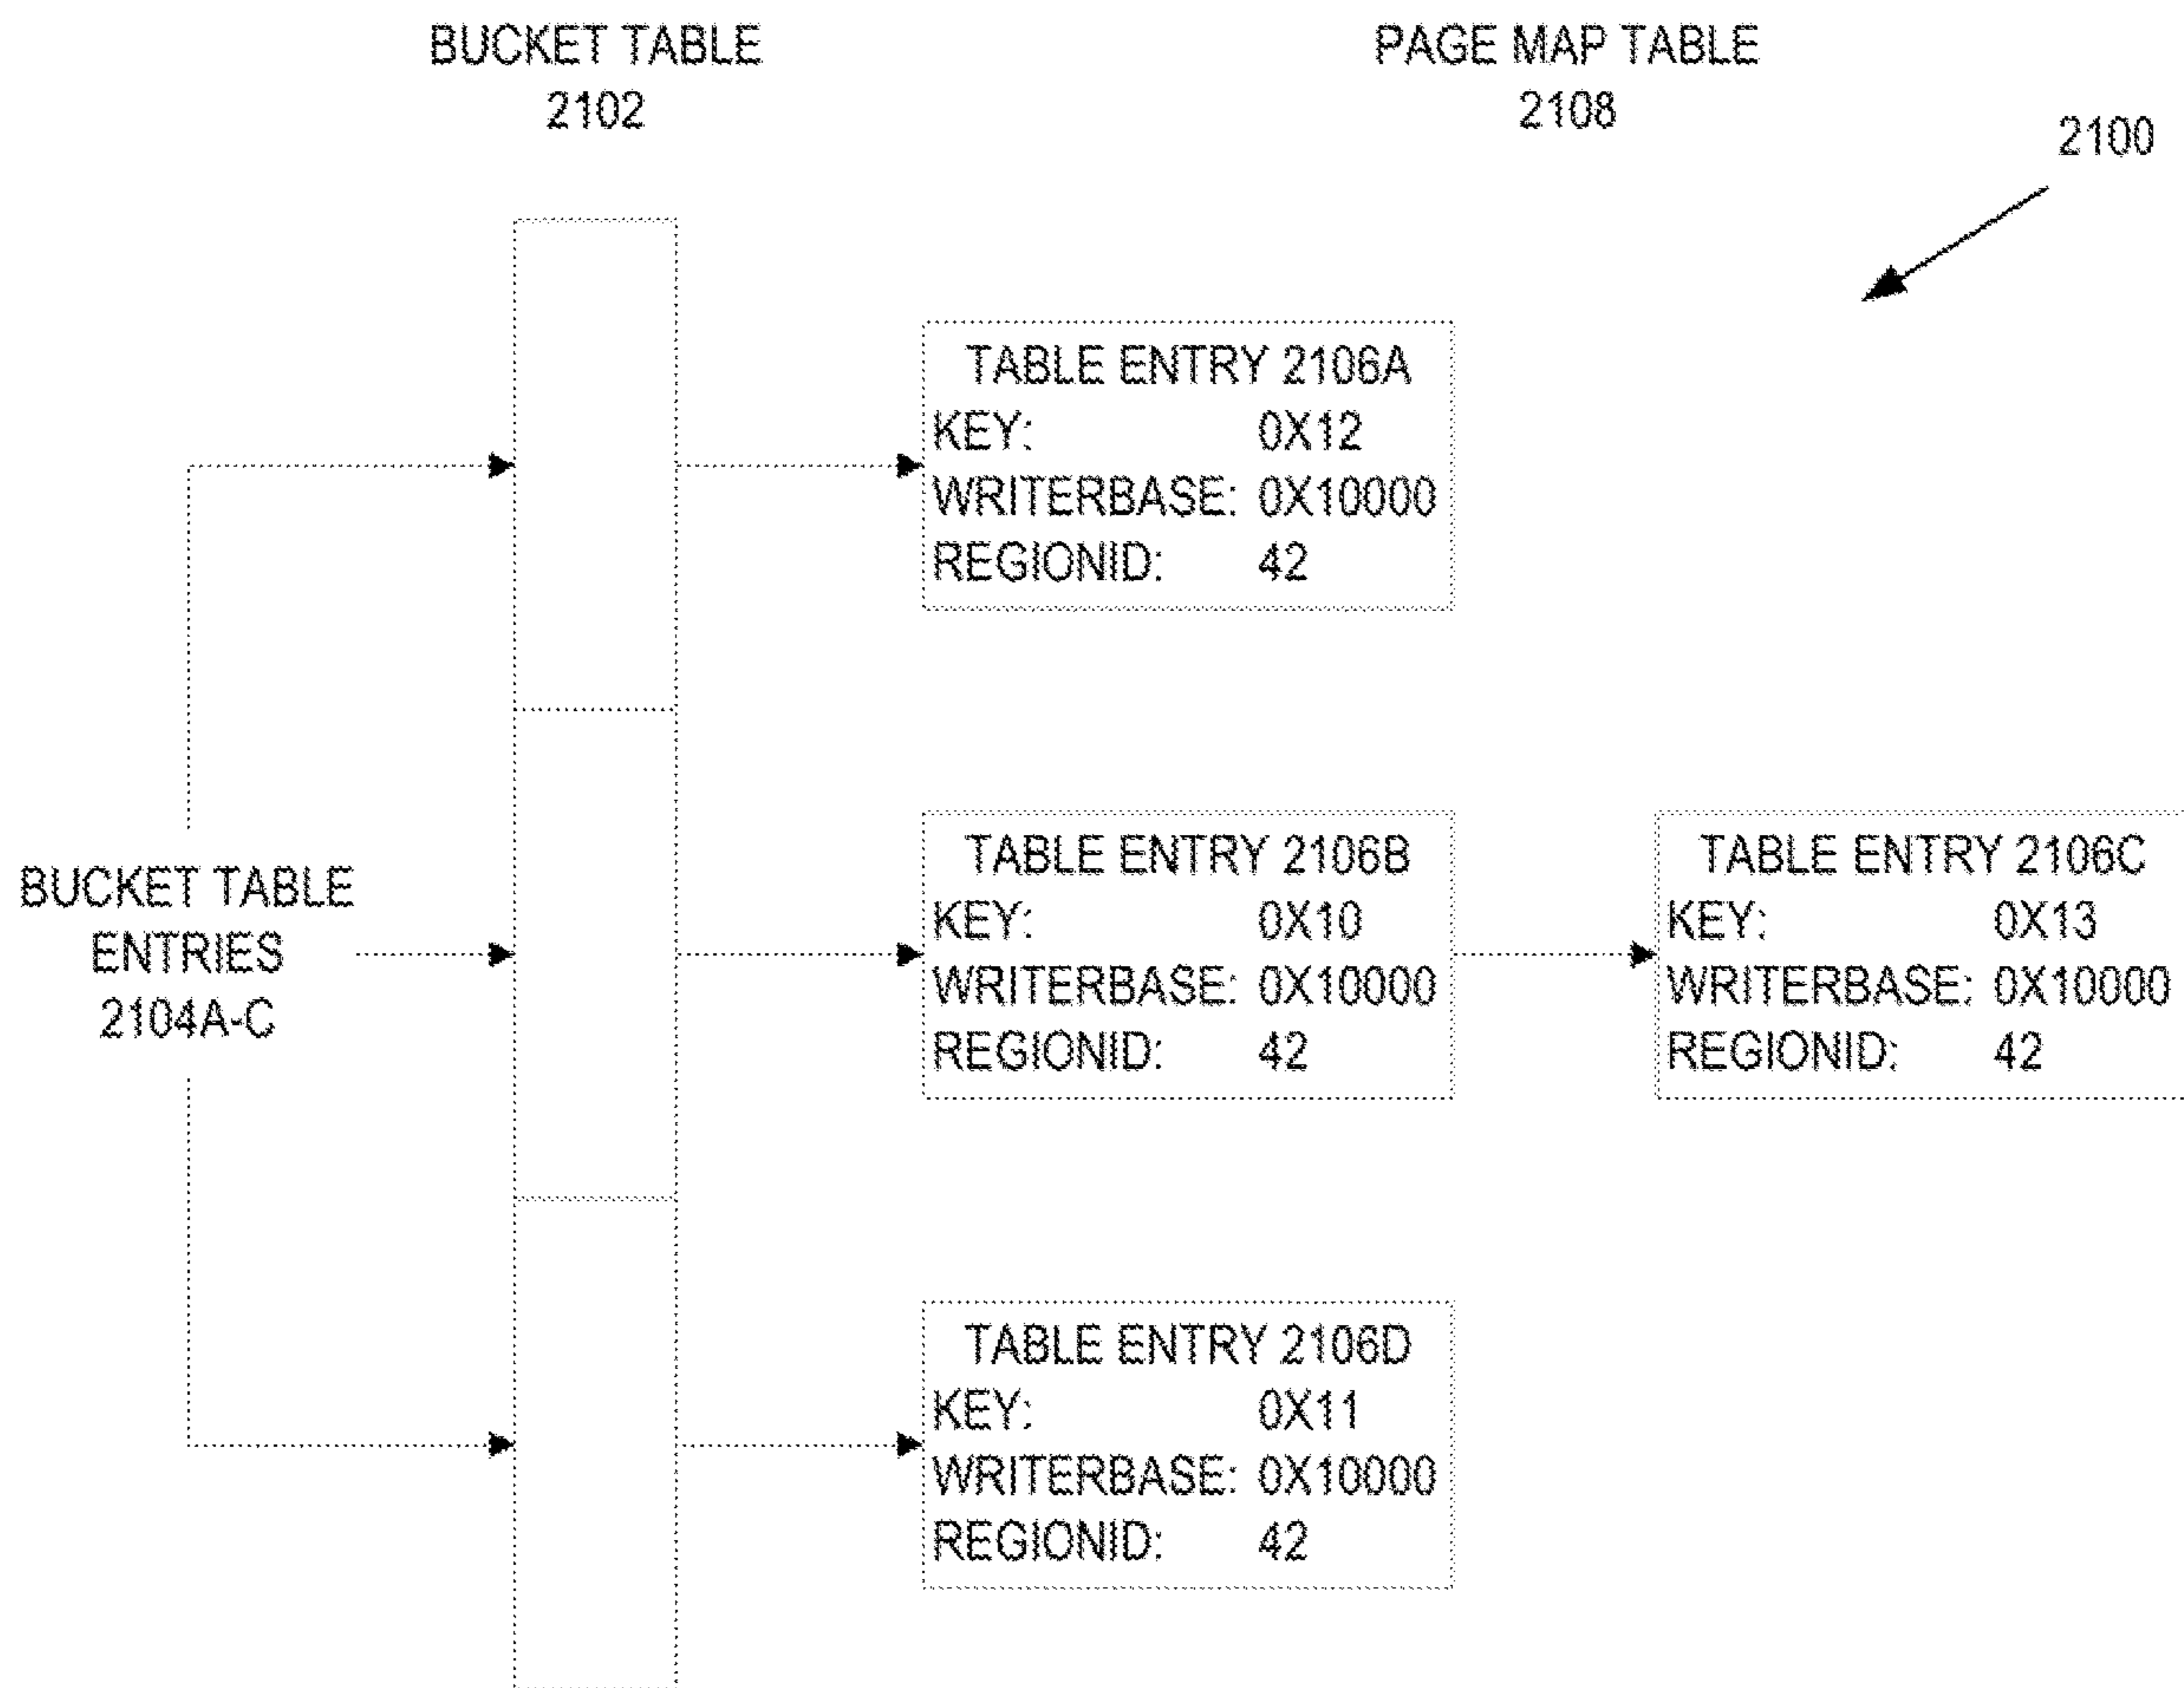 BUCKET TABLE
2102
PAGE MAP TABLE
2108
2100
TABLE ENTRY 2106A
KEY: 0X12
WRITERBASE: 0X10000
REGIONID: 42
BUCKET TABLE
ENTRIES
2104A-C
TABLE ENTRY 2106B
KEY: 0X10
WRITERBASE: 0X10000
REGIONID: 42
TABLE ENTRY 2106C
KEY: 0X13
WRITERBASE: 0X10000
REGIONID: 42
TABLE ENTRY 2106D
KEY: 0X11
WRITERBASE: 0X10000
REGIONID: 42